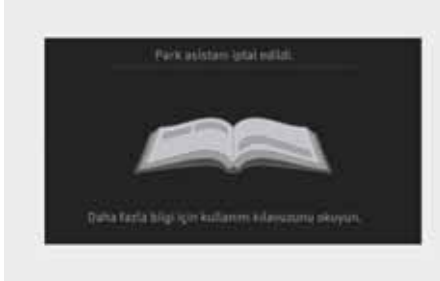 Park asistanı iptal edildi.
Daha fazla bilgi için kullanım kılavuzunu okuyun.